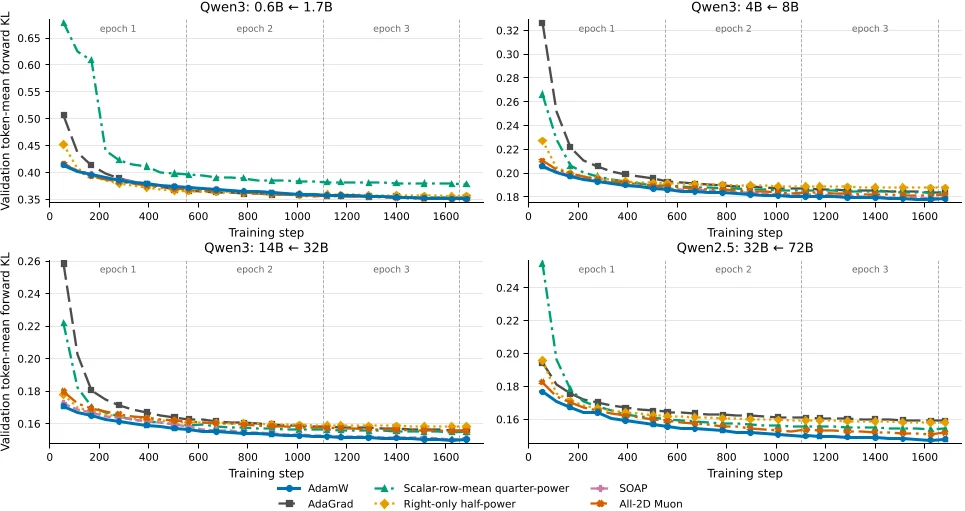 Qwen3: 0.6B ← 1.7B
Qwen3: 4B ← 8B
Validation token-mean forward KL
0.65
0.60
0.55
0.50
0.45
0.40
0.35
epoch 1
epoch 2
epoch 3
0 200 400 600 800 1000 1200 1400 1600
Training step
0.32
0.30
0.28
0.26
0.24
0.22
0.20
0.18
epoch 1
epoch 2
epoch 3
0 200 400 600 800 1000 1200 1400 1600
Training step
Qwen3: 14B ← 32B
Qwen2.5: 32B ← 72B
Validation token-mean forward KL
0.26
0.24
0.22
0.20
0.18
0.16
epoch 1
epoch 2
epoch 3
0 200 400 600 800 1000 1200 1400 1600
Training step
0.24
0.22
0.20
0.18
0.16
epoch 1
epoch 2
epoch 3
0 200 400 600 800 1000 1200 1400 1600
Training step
AdamW
AdaGrad
Scalar-row-mean quarter-power
Right-only half-power
SOAP
All-2D Muon